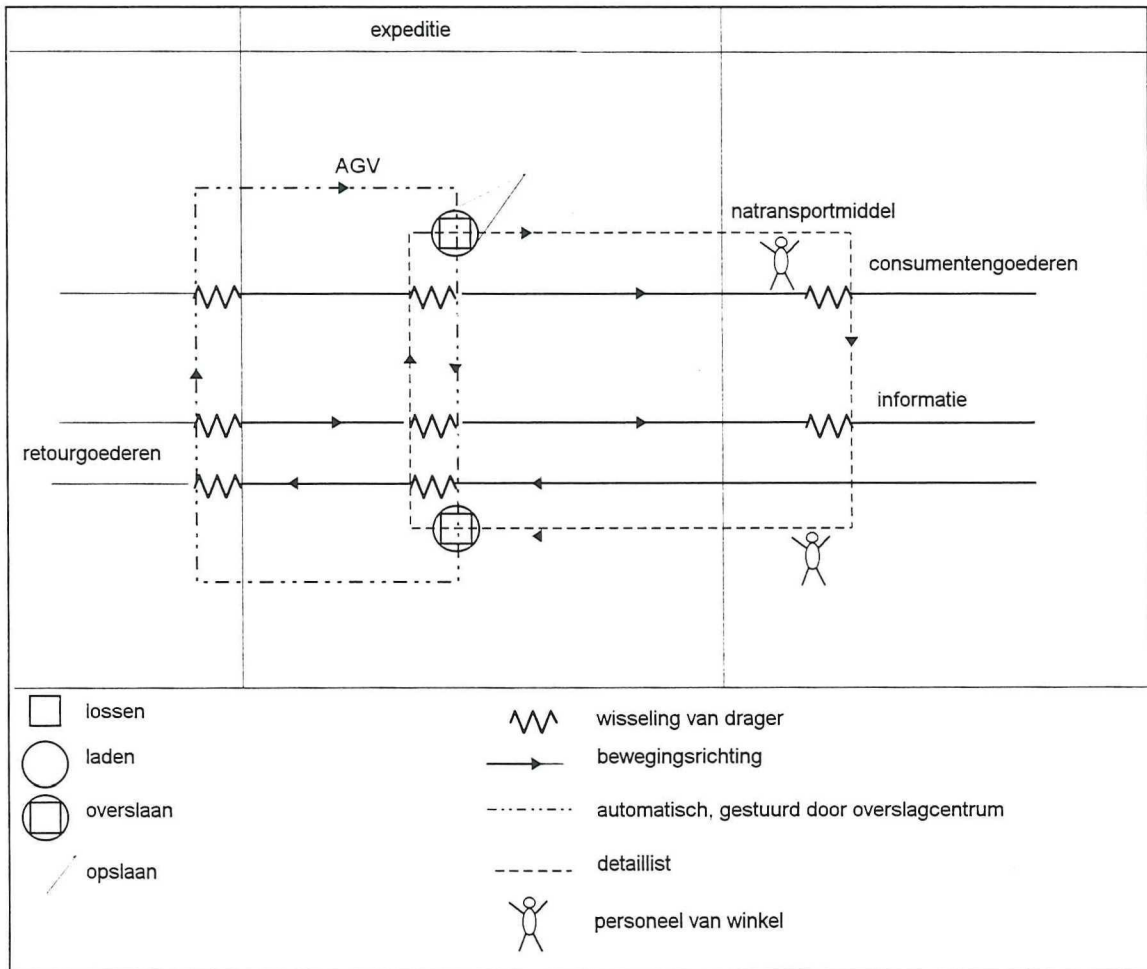 expeditie
AGV
natransportmiddel
consumentengoederen
informatie
retourgoederen
lossen
laden
overslaan
opslaan
wisseling van drager
bewegingsrichting
automatisch, gestuurd door overslagcentrum
detaillist
personeel van winkel